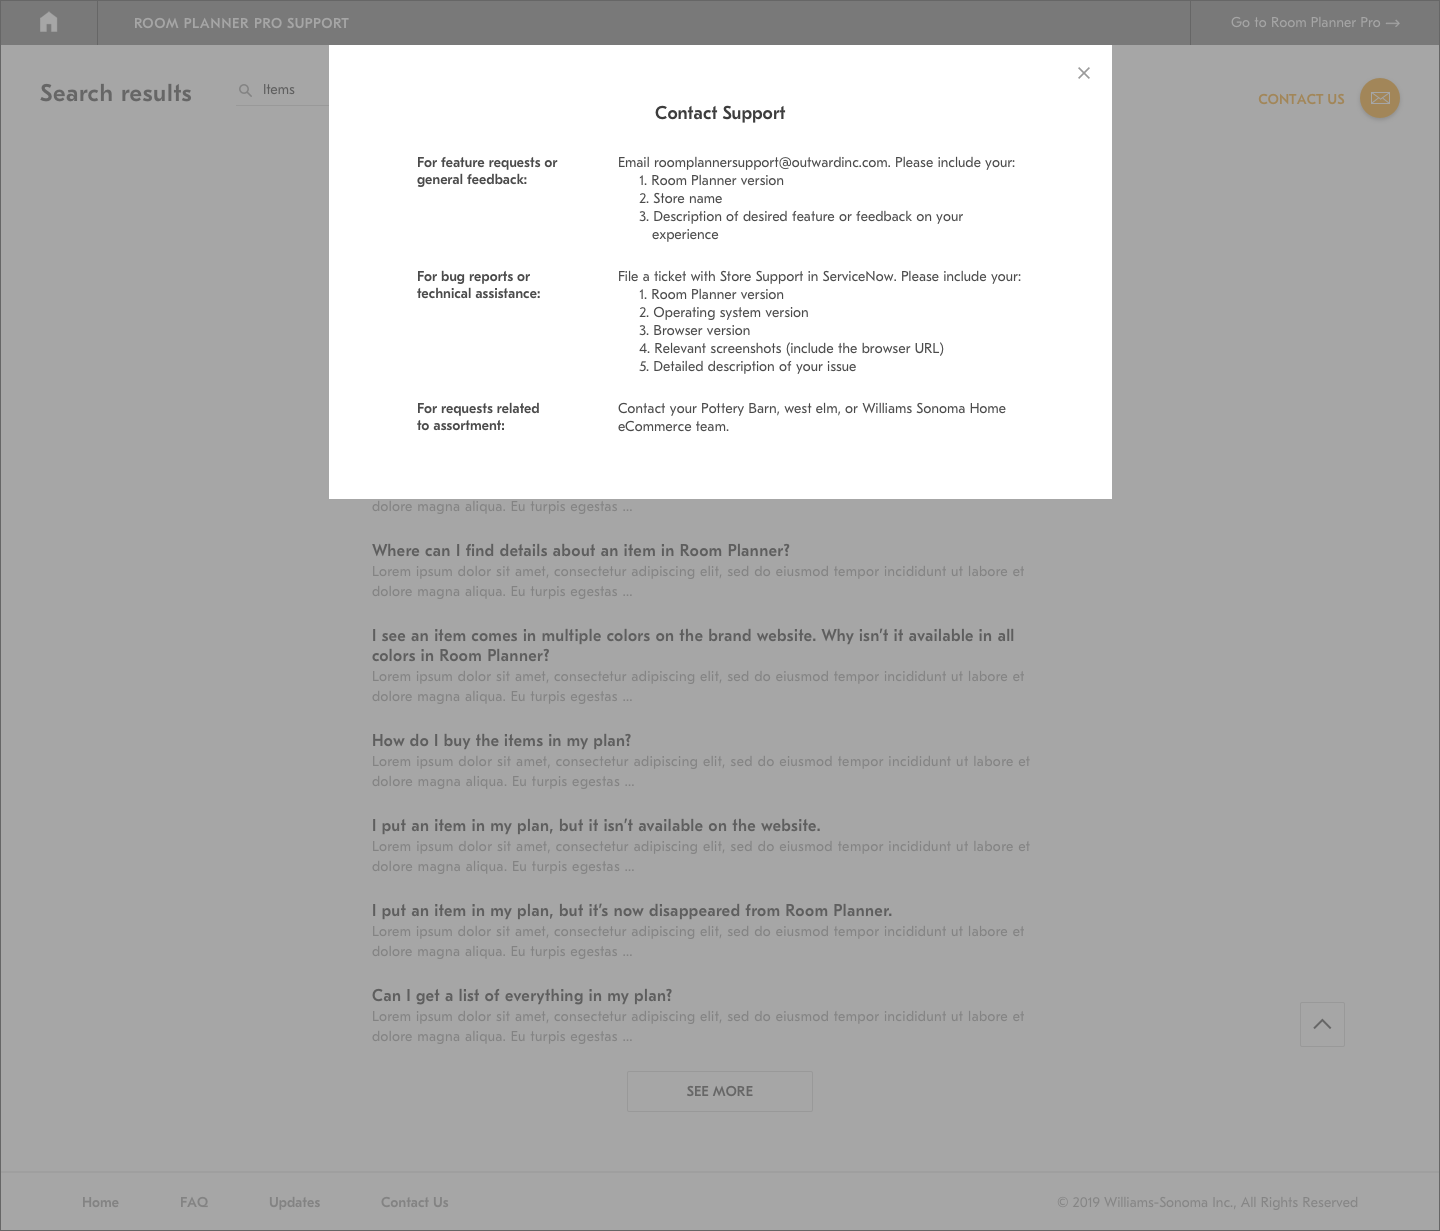 ROOM PLANNER PRO SUPPORT
Go to Room Planner Pro →
Search results
Items
CONTACT US
Contact Support
For feature requests or
general feedback:
Email roomplannersupport@outwardinc.com. Please include your:
1. Room Planner version
2. Store name
3. Description of desired feature or feedback on your
experience
For bug reports or
technical assistance:
File a ticket with Store Support in ServiceNow. Please include your:
1. Room Planner version
2. Operating system version
3. Browser version
4. Relevant screenshots (include the browser URL)
5. Detailed description of your issue
For requests related
to assortment:
Contact your Pottery Barn, west elm, or Williams Sonoma Home
eCommerce team.
dolore magna aliqua. Eu turpis egestas ...
Where can I find details about an item in Room Planner?
Lorem ipsum dolor sit amet, consectetur adipiscing elit, sed do eiusmod tempor incididunt ut labore et
dolore magna aliqua. Eu turpis egestas ...
I see an item comes in multiple colors on the brand website. Why isn't it available in all
colors in Room Planner?
Lorem ipsum dolor sit amet, consectetur adipiscing elit, sed do eiusmod tempor incididunt ut labore et
dolore magna aliqua. Eu turpis egestas ...
How do I buy the items in my plan?
Lorem ipsum dolor sit amet, consectetur adipiscing elit, sed do eiusmod tempor incididunt ut labore et
dolore magna aliqua. Eu turpis egestas ...
I put an item in my plan, but it isn't available on the website.
Lorem ipsum dolor sit amet, consectetur adipiscing elit, sed do eiusmod tempor incididunt ut labore et
dolore magna aliqua. Eu turpis egestas ...
I put an item in my plan, but it's now disappeared from Room Planner.
Lorem ipsum dolor sit amet, consectetur adipiscing elit, sed do eiusmod tempor incididunt ut labore et
dolore magna aliqua. Eu turpis egestas ...
Can I get a list of everything in my plan?
Lorem ipsum dolor sit amet, consectetur adipiscing elit, sed do eiusmod tempor incididunt ut labore et
dolore magna aliqua. Eu turpis egestas ...
SEE MORE
Home FAQ Updates Contact Us
© 2019 Williams-Sonoma Inc., All Rights Reserved